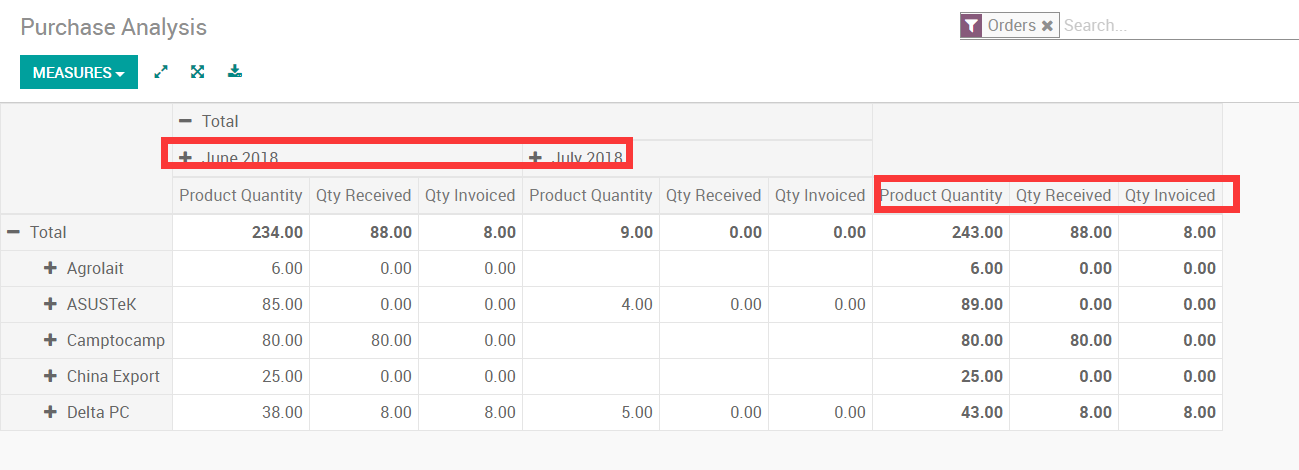 Purchase Analysis
Orders Search...
MEASURES
Total
June 2018 July 2018
Product Quantity Qty Received Qty Invoiced Product Quantity Qty Received Qty Invoiced Product Quantity Qty Received Qty Invoiced
Total 234.00 88.00 8.00 9.00 0.00 0.00 243.00 88.00 8.00
Agrolait 6.00 0.00 0.00 6.00 0.00 0.00
ASUSTeK 85.00 0.00 0.00 4.00 0.00 0.00 89.00 0.00 0.00
Camptocamp 80.00 80.00 0.00 80.00 80.00 0.00
China Export 25.00 0.00 0.00 25.00 0.00 0.00
Delta PC 38.00 8.00 8.00 5.00 0.00 0.00 43.00 8.00 8.00